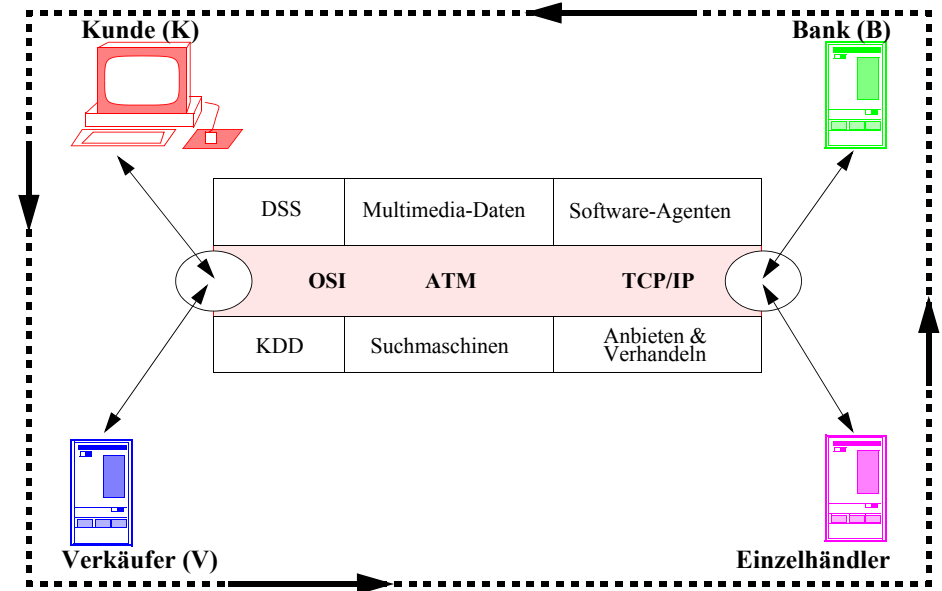 Kunde (K)
Bank (B)
DSS
Multimedia-Daten
Software-Agenten
OSI
ATM
TCP/IP
KDD
Suchmaschinen
Anbieten &
Verhandeln
Verkäufer (V)
Einzelhändler